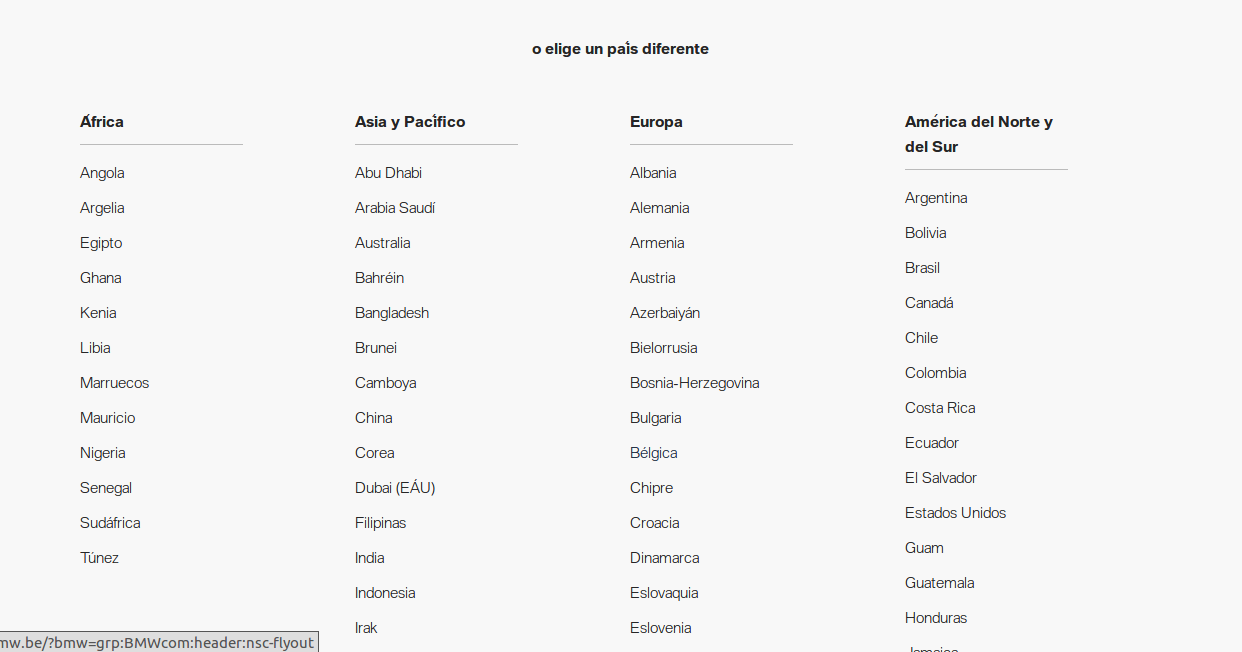 o elige un país diferente
África
Angola
Argelia
Egipto
Ghana
Kenia
Libia
Marruecos
Mauricio
Nigeria
Senegal
Sudáfrica
Túnez
Asia y Pacífico
Abu Dhabi
Arabia Saudí
Australia
Bahréin
Bangladesh
Brunei
Camboya
China
Corea
Dubai (EÁU)
Filipinas
India
Indonesia
Irak
Europa
Albania
Alemania
Armenia
Austria
Azerbaiyán
Bielorrusia
Bosnia-Herzegovina
Bulgaria
Bélgica
Chipre
Croacia
Dinamarca
Eslovaquia
Eslovenia
América del Norte y
del Sur
Argentina
Bolivia
Brasil
Canadá
Chile
Colombia
Costa Rica
Ecuador
El Salvador
Estados Unidos
Guam
Guatemala
Honduras
Jamaica
mw.be/?bmw=grp:BMWcom:header:nsc-flyout